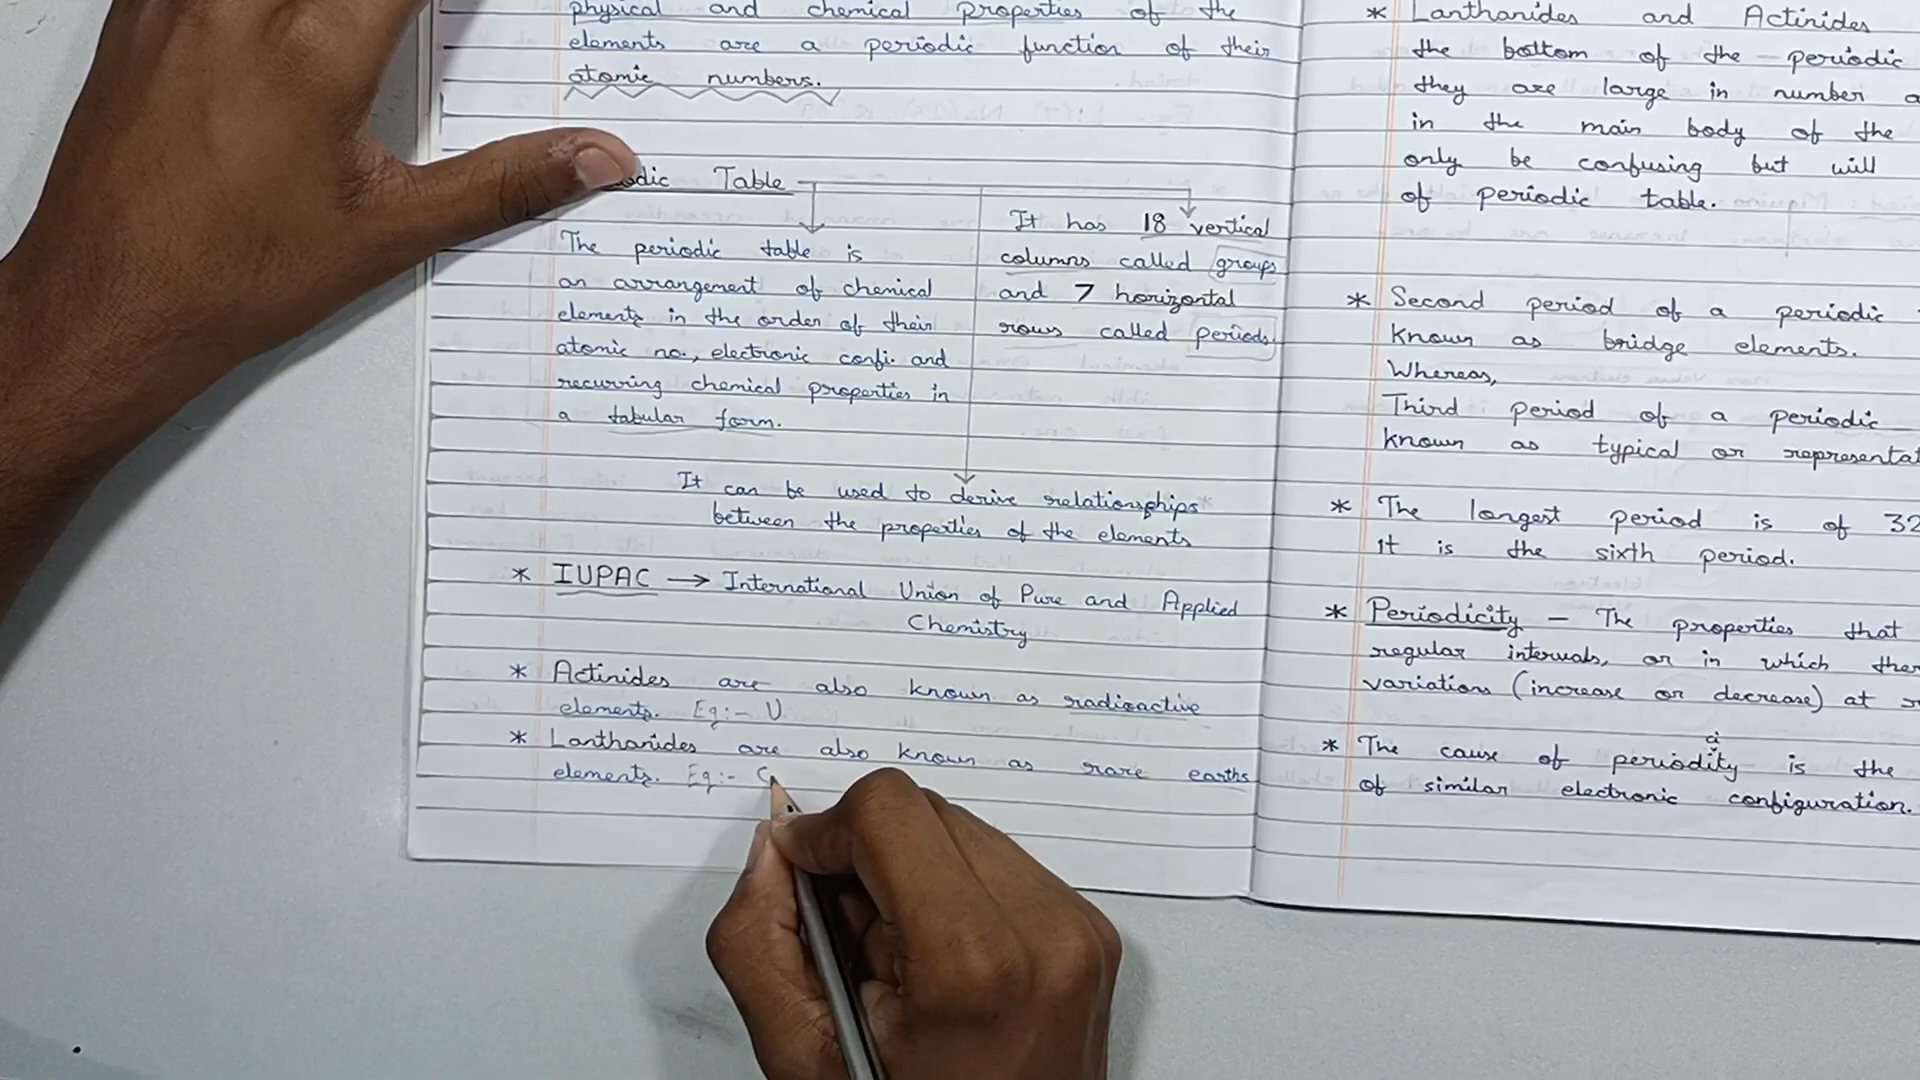 physical and chemical properties of the
elements are a periodic function of their
atomic numbers.
Table
The periodic table is
an arrangement of chemical
elements in the order of their
atomic no., electronic confi. and
recurring chemical properties in
a tabular form.
It has 18 vertical
columns called groups
and 7 horizontal
rows called periods.
It can be used to derive relationships
between the properties of the elements
* IUPAC → International Union of Pure and Applied
Chemistry
* Actinides are also known as radioactive
elements. Eg:- U
* Lanthanides are also known as rare earths
elements. Eg:- C
* Lanthanides and Actinides
the bottom of the periodic
they are large in number
in the main body of the
only be confusing but will
of periodic table.
* Second period of a periodic
known as bridge elements.
Whereas,
Third period of a periodic
known as typical or
* The longest period is of 32
it is the sixth period.
* Periodicity - The properties that
regular intervals, or in which
variations (increase or decrease) at
* The cause of periodicity is the
of similar electronic configuration.